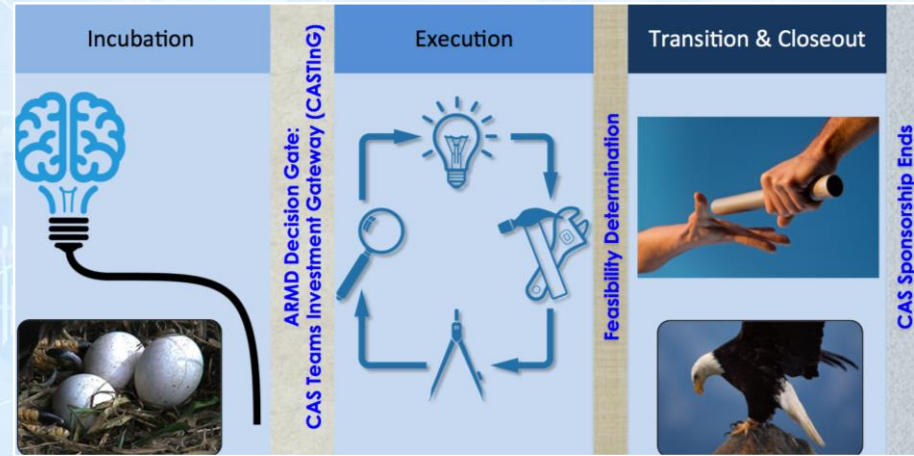 Incubation
ARMD Decision Gate:
CAS Teams Investment Gateway (CASTInG)
Execution
Feasibility Determination
Transition & Closeout
CAS Sponsorship Ends